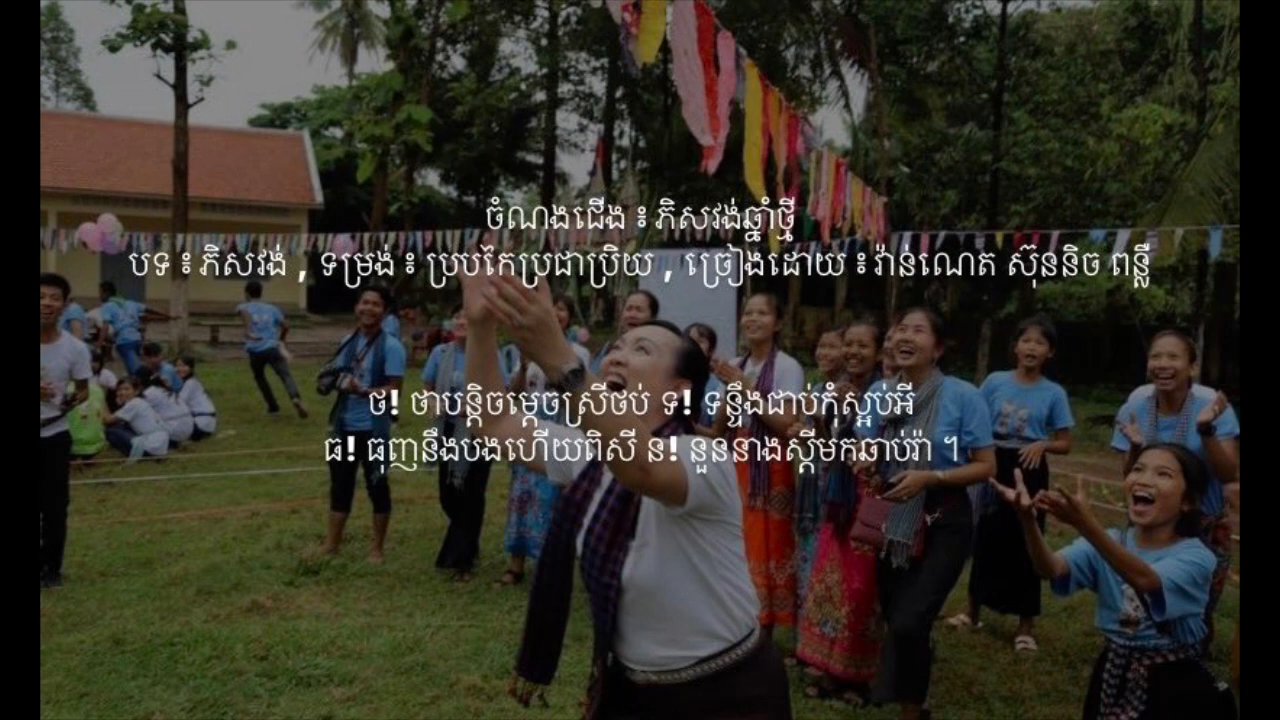 ចំណងជើង ៖ ភិសវង់ឆ្នាំថ្មី
បទ ៖ ភិសវង់ , ទម្រង់ ៖ ប្របកៃប្រជាប្រិយ , ច្រៀងដោយ ៖ វ៉ាន់ណេត ស៊ុននិច ពន្លឺ
ថ! ថាបន្តិចម្ដេចស្រីថប់ ទ! ទន្ទឹងជាប់កុំស្អប់អី
ធ! ធុញនឹងបងហើយពិសី ន! នួននាងស្ដីមកឆាប់រ៉ា ។